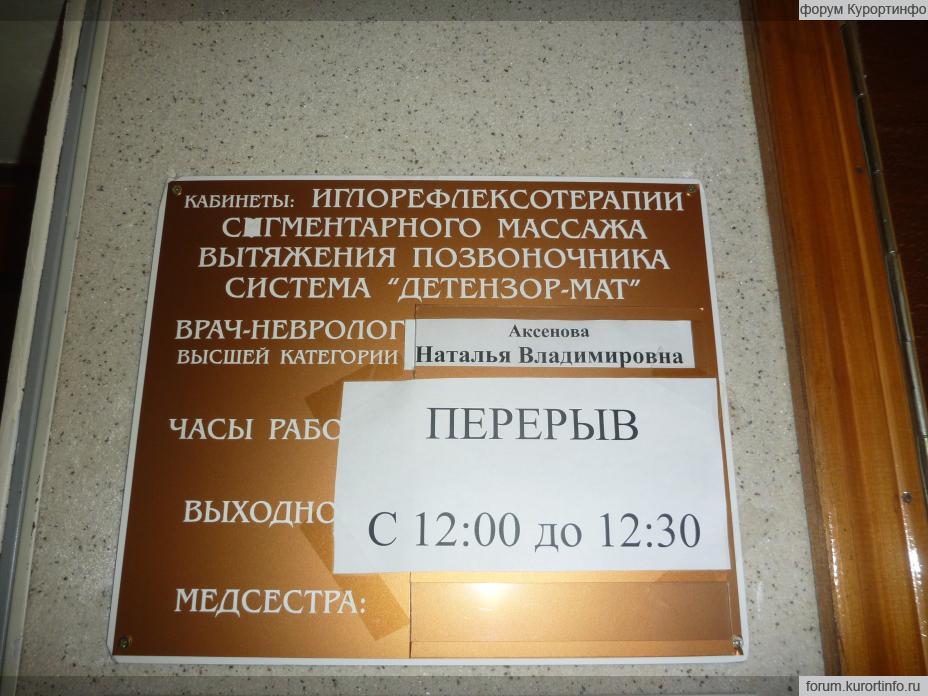 форум Курортинфо
КАБИНЕТЫ: ИГЛОРЕФЛЕКСОТЕРАПИИ
СЕГМЕНТАРНОГО МАССАЖА
ВЫТЯЖЕНИЯ ПОЗВОНОЧНИКА
СИСТЕМА "ДЕТЕНЗОР-МАТ"
ВРАЧ-НЕВРОЛОГ Аксенова
ВЫСШЕЙ КАТЕГОРИИ Наталья Владимировна
ЧАСЫ РАБО
ПЕРЕРЫВ
ВЫХОДНО
С 12:00 до 12:30
МЕДСЕСТРА:
forum.kurortinfo.ru